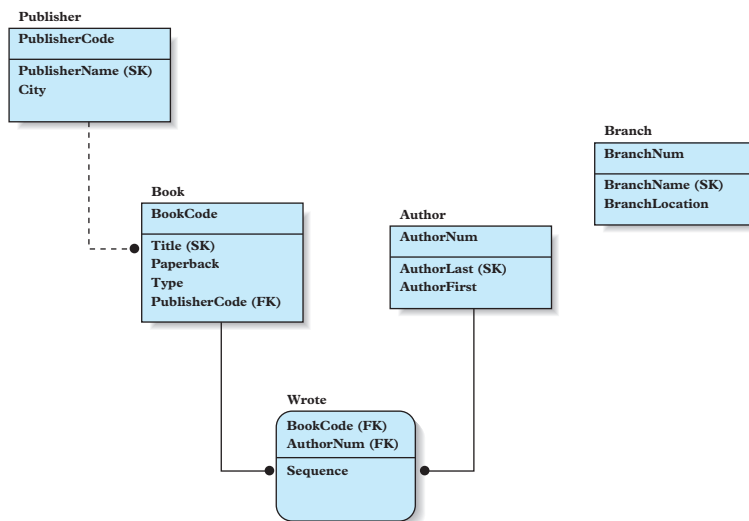 Publisher
PublisherCode
PublisherName (SK)
City
Branch
BranchNum
BranchName (SK)
BranchLocation
Book
BookCode
Title (SK)
Paperback
Type
PublisherCode (FK)
Author
AuthorNum
AuthorLast (SK)
AuthorFirst
Wrote
BookCode (FK)
AuthorNum (FK)
Sequence